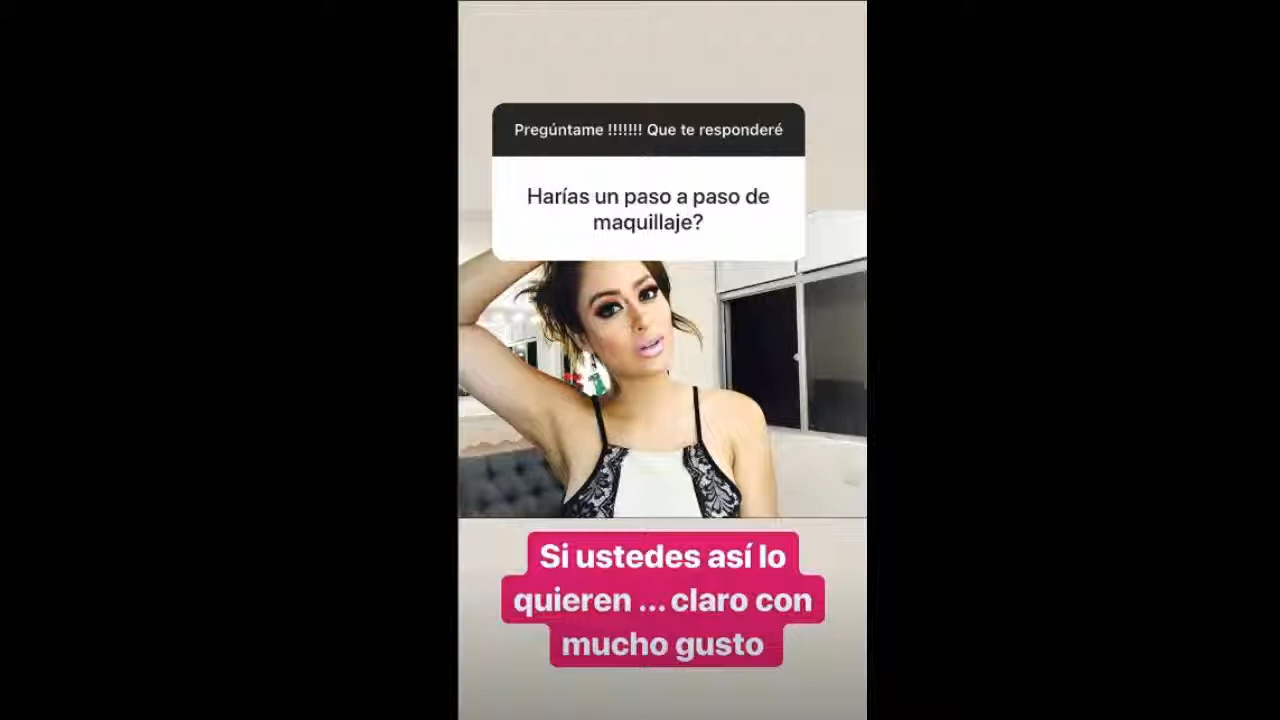 Pregúntame !!!!!!! Que te responderé
Harías un paso a paso de
maquillaje?
Si ustedes así lo
quieren ... claro con
mucho gusto